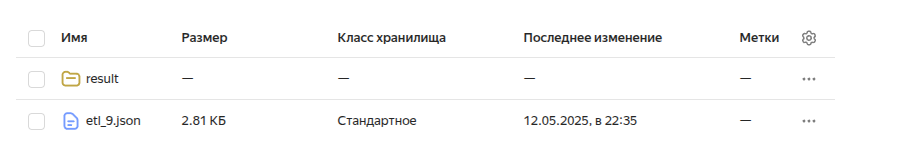 Имя Размер Класс хранилища Последнее изменение Метки
result — — — —
etl_9.json 2.81 КБ Стандартное 12.05.2025, в 22:35 —